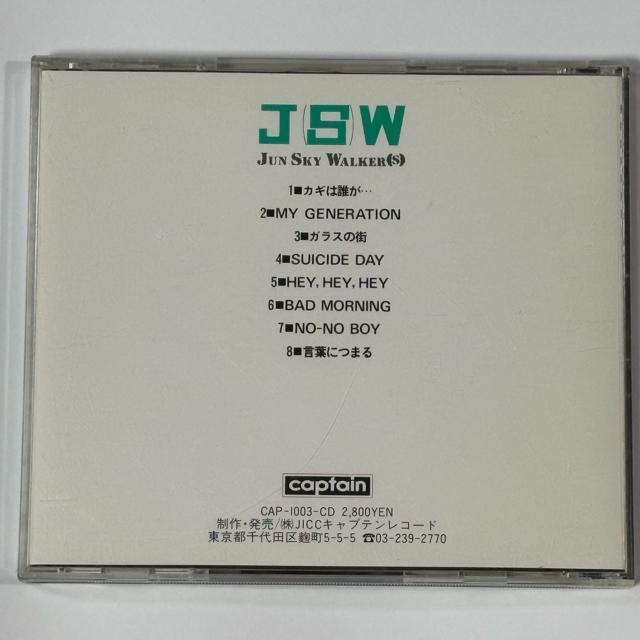 J(S)W
JUN SKY WALKER(S)
1■カギは誰が…
2■MY GENERATION
3■ガラスの街
4■SUICIDE DAY
5■HEY, HEY, HEY
6■BAD MORNING
7■NO-NO BOY
8■言葉につまる
captain
CAP-1003-CD 2,800YEN
制作・発売/㈱JICCキャプテンレコード
東京都千代田区麹町5-5-5 ☎03-239-2770